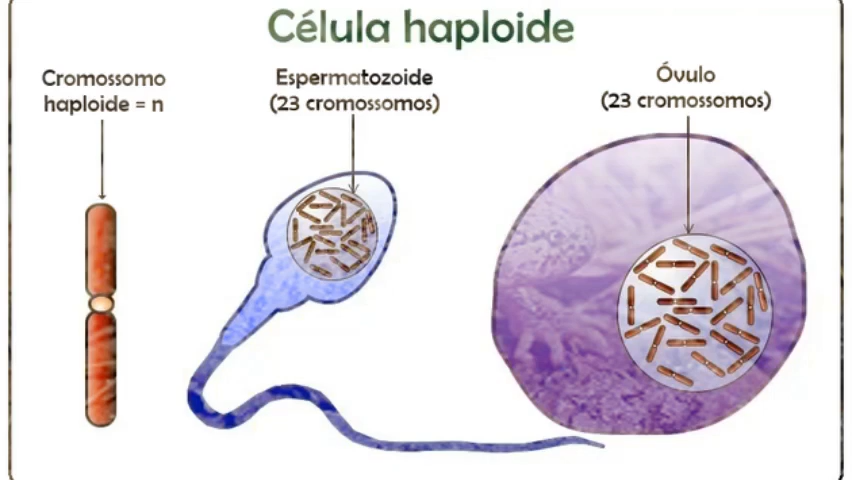 Célula haploide
Cromossomo
haploide = n
Espermatozoide
(23 cromossomos)
Óvulo
(23 cromossomos)